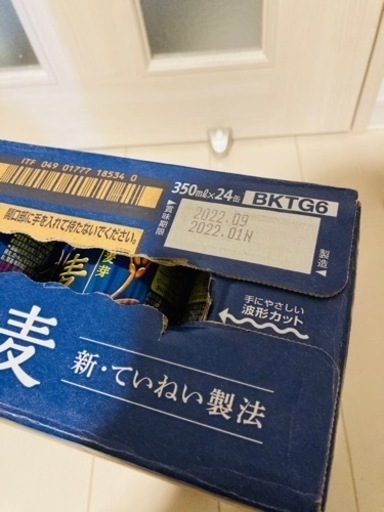 ITF 049 01777 18534 0
350ml×24缶 BKTG6
開口部に手を入れて持たないでください。
▲賞味期限
2022.09
2022.01N
製造▲
手にやさしい
波形カット
麦芽
麦
新・ていねい製法